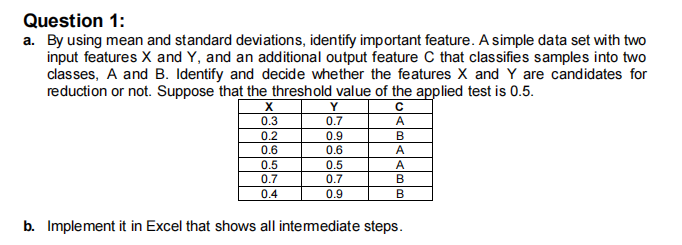 Question 1:
a. By using mean and standard deviations, identify important feature. A simple data set with two
input features X and Y, and an additional output feature C that classifies samples into two
classes, A and B. Identify and decide whether the features X and Y are candidates for
reduction or not. Suppose that the threshold value of the applied test is 0.5.
X Y C
0.3 0.7 A
0.2 0.9 B
0.6 0.6 A
0.5 0.5 A
0.7 0.7 B
0.4 0.9 B
b. Implement it in Excel that shows all intermediate steps.